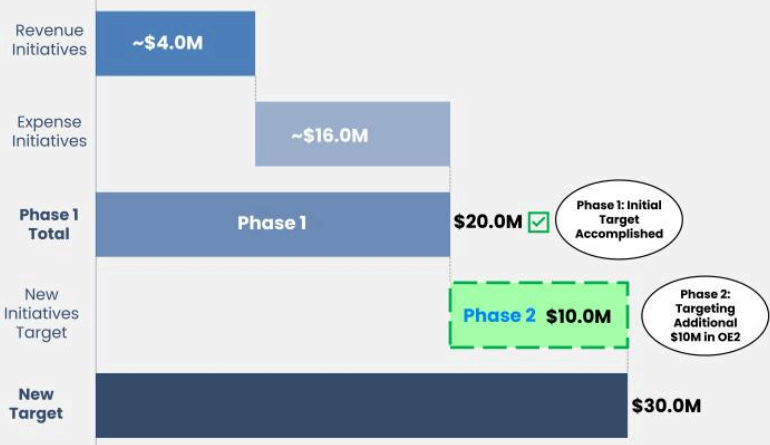 Revenue
Initiatives
~$4.0M
Expense
Initiatives
~$16.0M
Phase 1
Total
Phase 1
$20.0M
Phase 1: Initial
Target
Accomplished
New
Initiatives
Target
Phase 2 $10.0M
Phase 2:
Targeting
Additional
$10M in OE2
New
Target
$30.0M